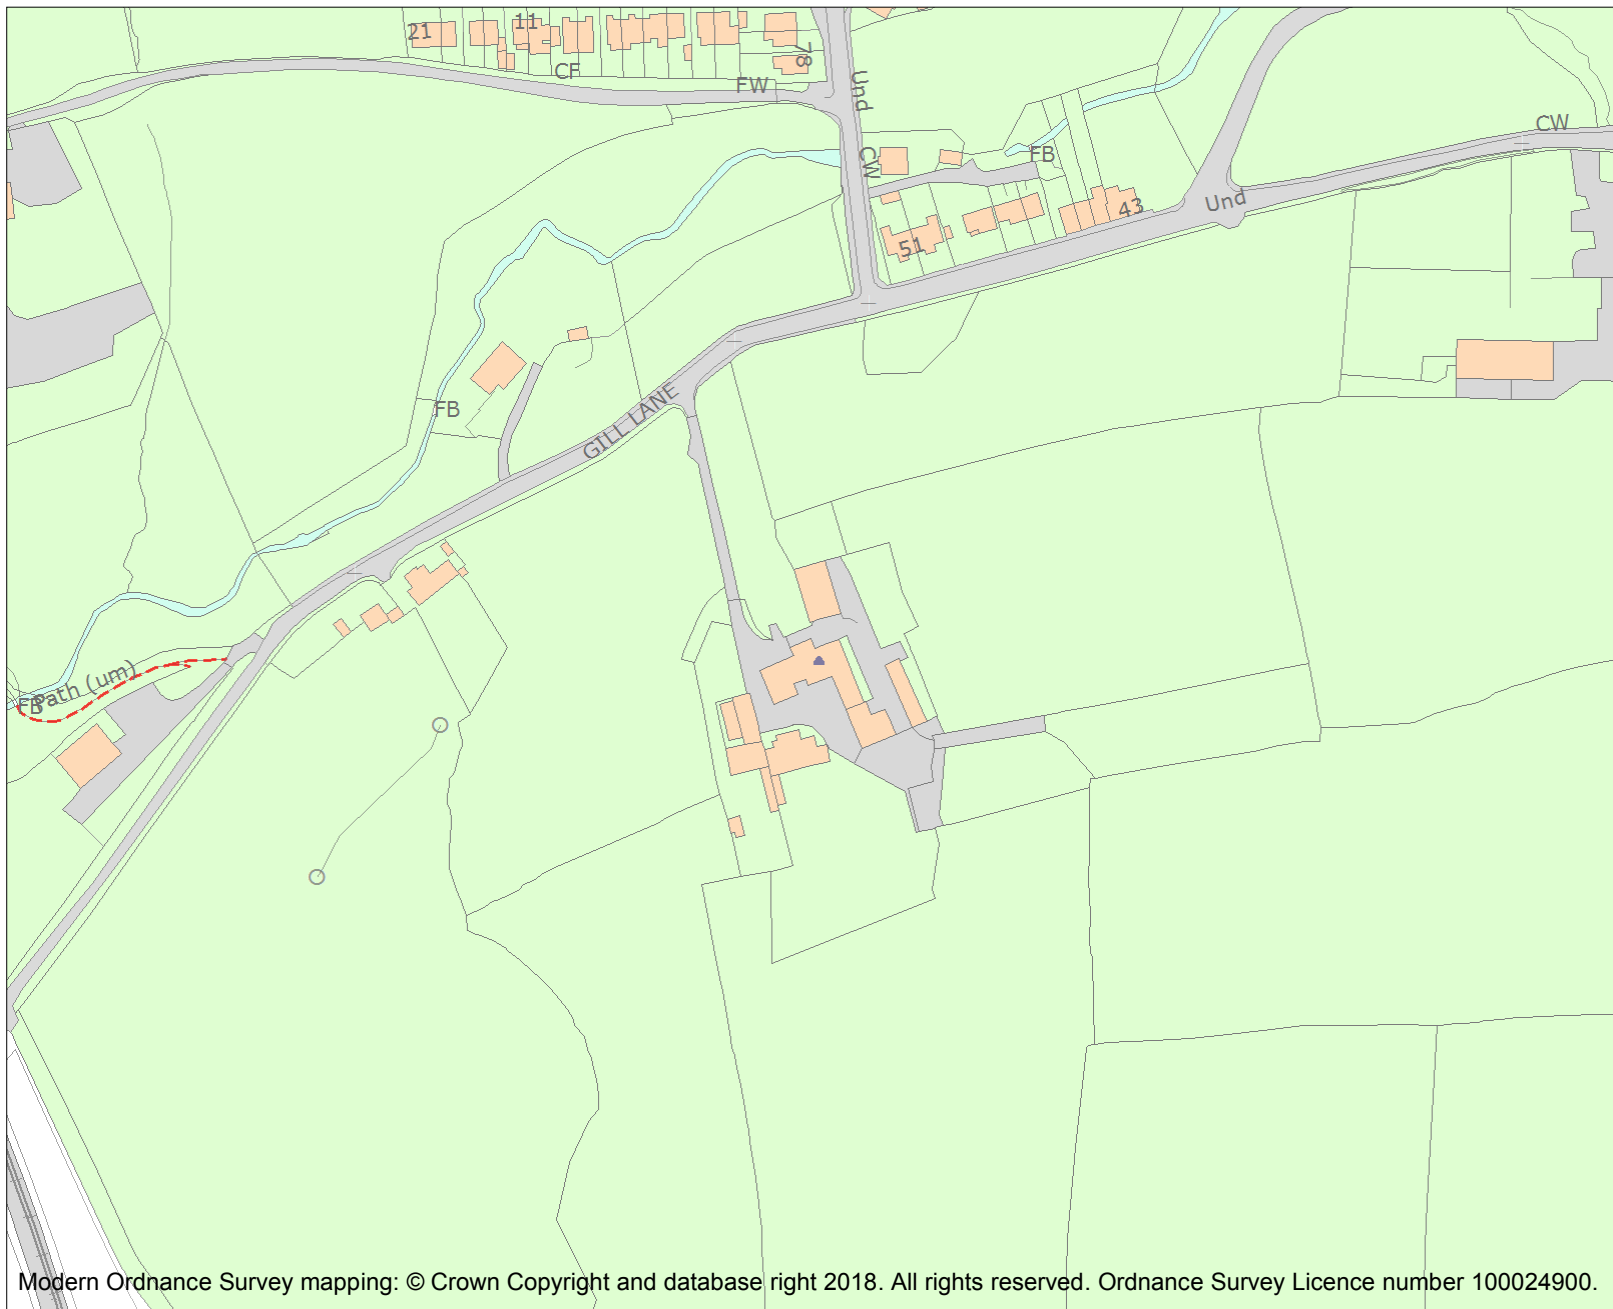 21
11
78
CF
FW
Und
CW
FB
CW
43
Und
51
GILL LANE
FB
Path (um)
FB
Modern Ordnance Survey mapping: © Crown Copyright and database right 2018. All rights reserved. Ordnance Survey Licence number 100024900.